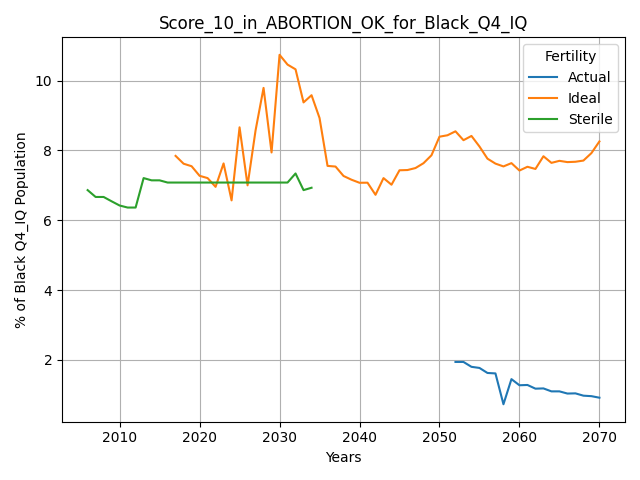 Score_10_in_ABORTION_OK_for_Black_Q4_IQ
Fertility
Actual
Ideal
Sterile
% of Black Q4_IQ Population
10
8
6
4
2
2010 2020 2030 2040 2050 2060 2070
Years